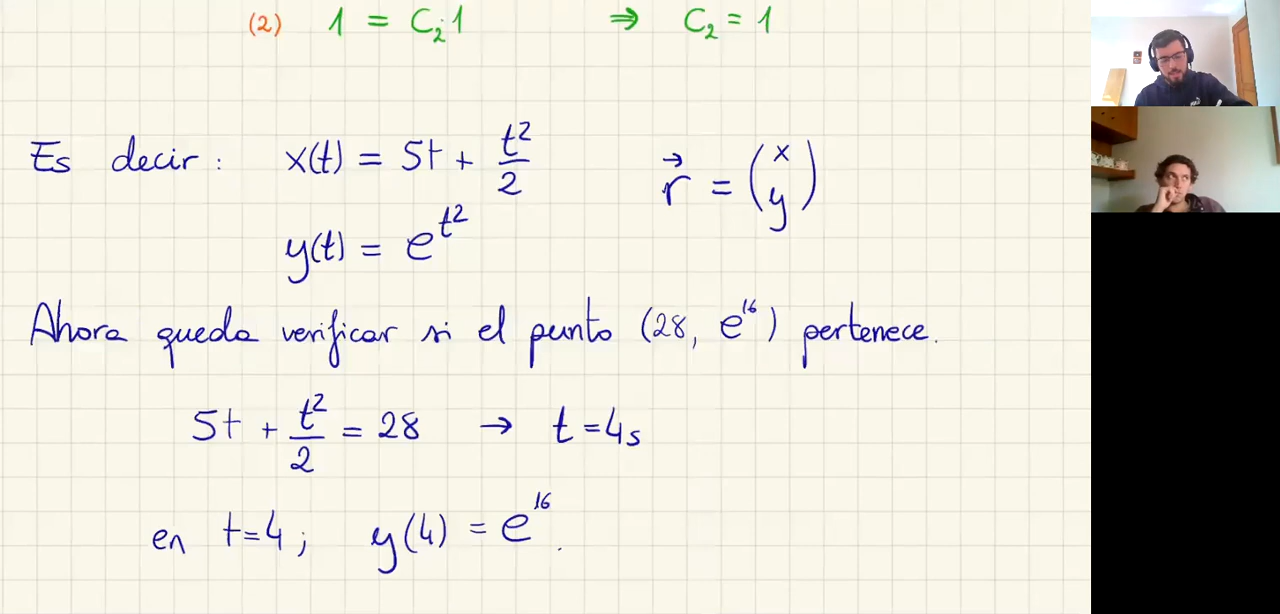 (2) 1 = C₂·1 ⇒ C₂ = 1
Es decir: x(t) = 5t + t²/2 r⃗ = (x y)
y(t) = e^t²
Ahora queda verificar si el punto (28, e¹⁶) pertenece.
5t + t²/2 = 28 → t = 4s
en t=4; y(4) = e¹⁶.